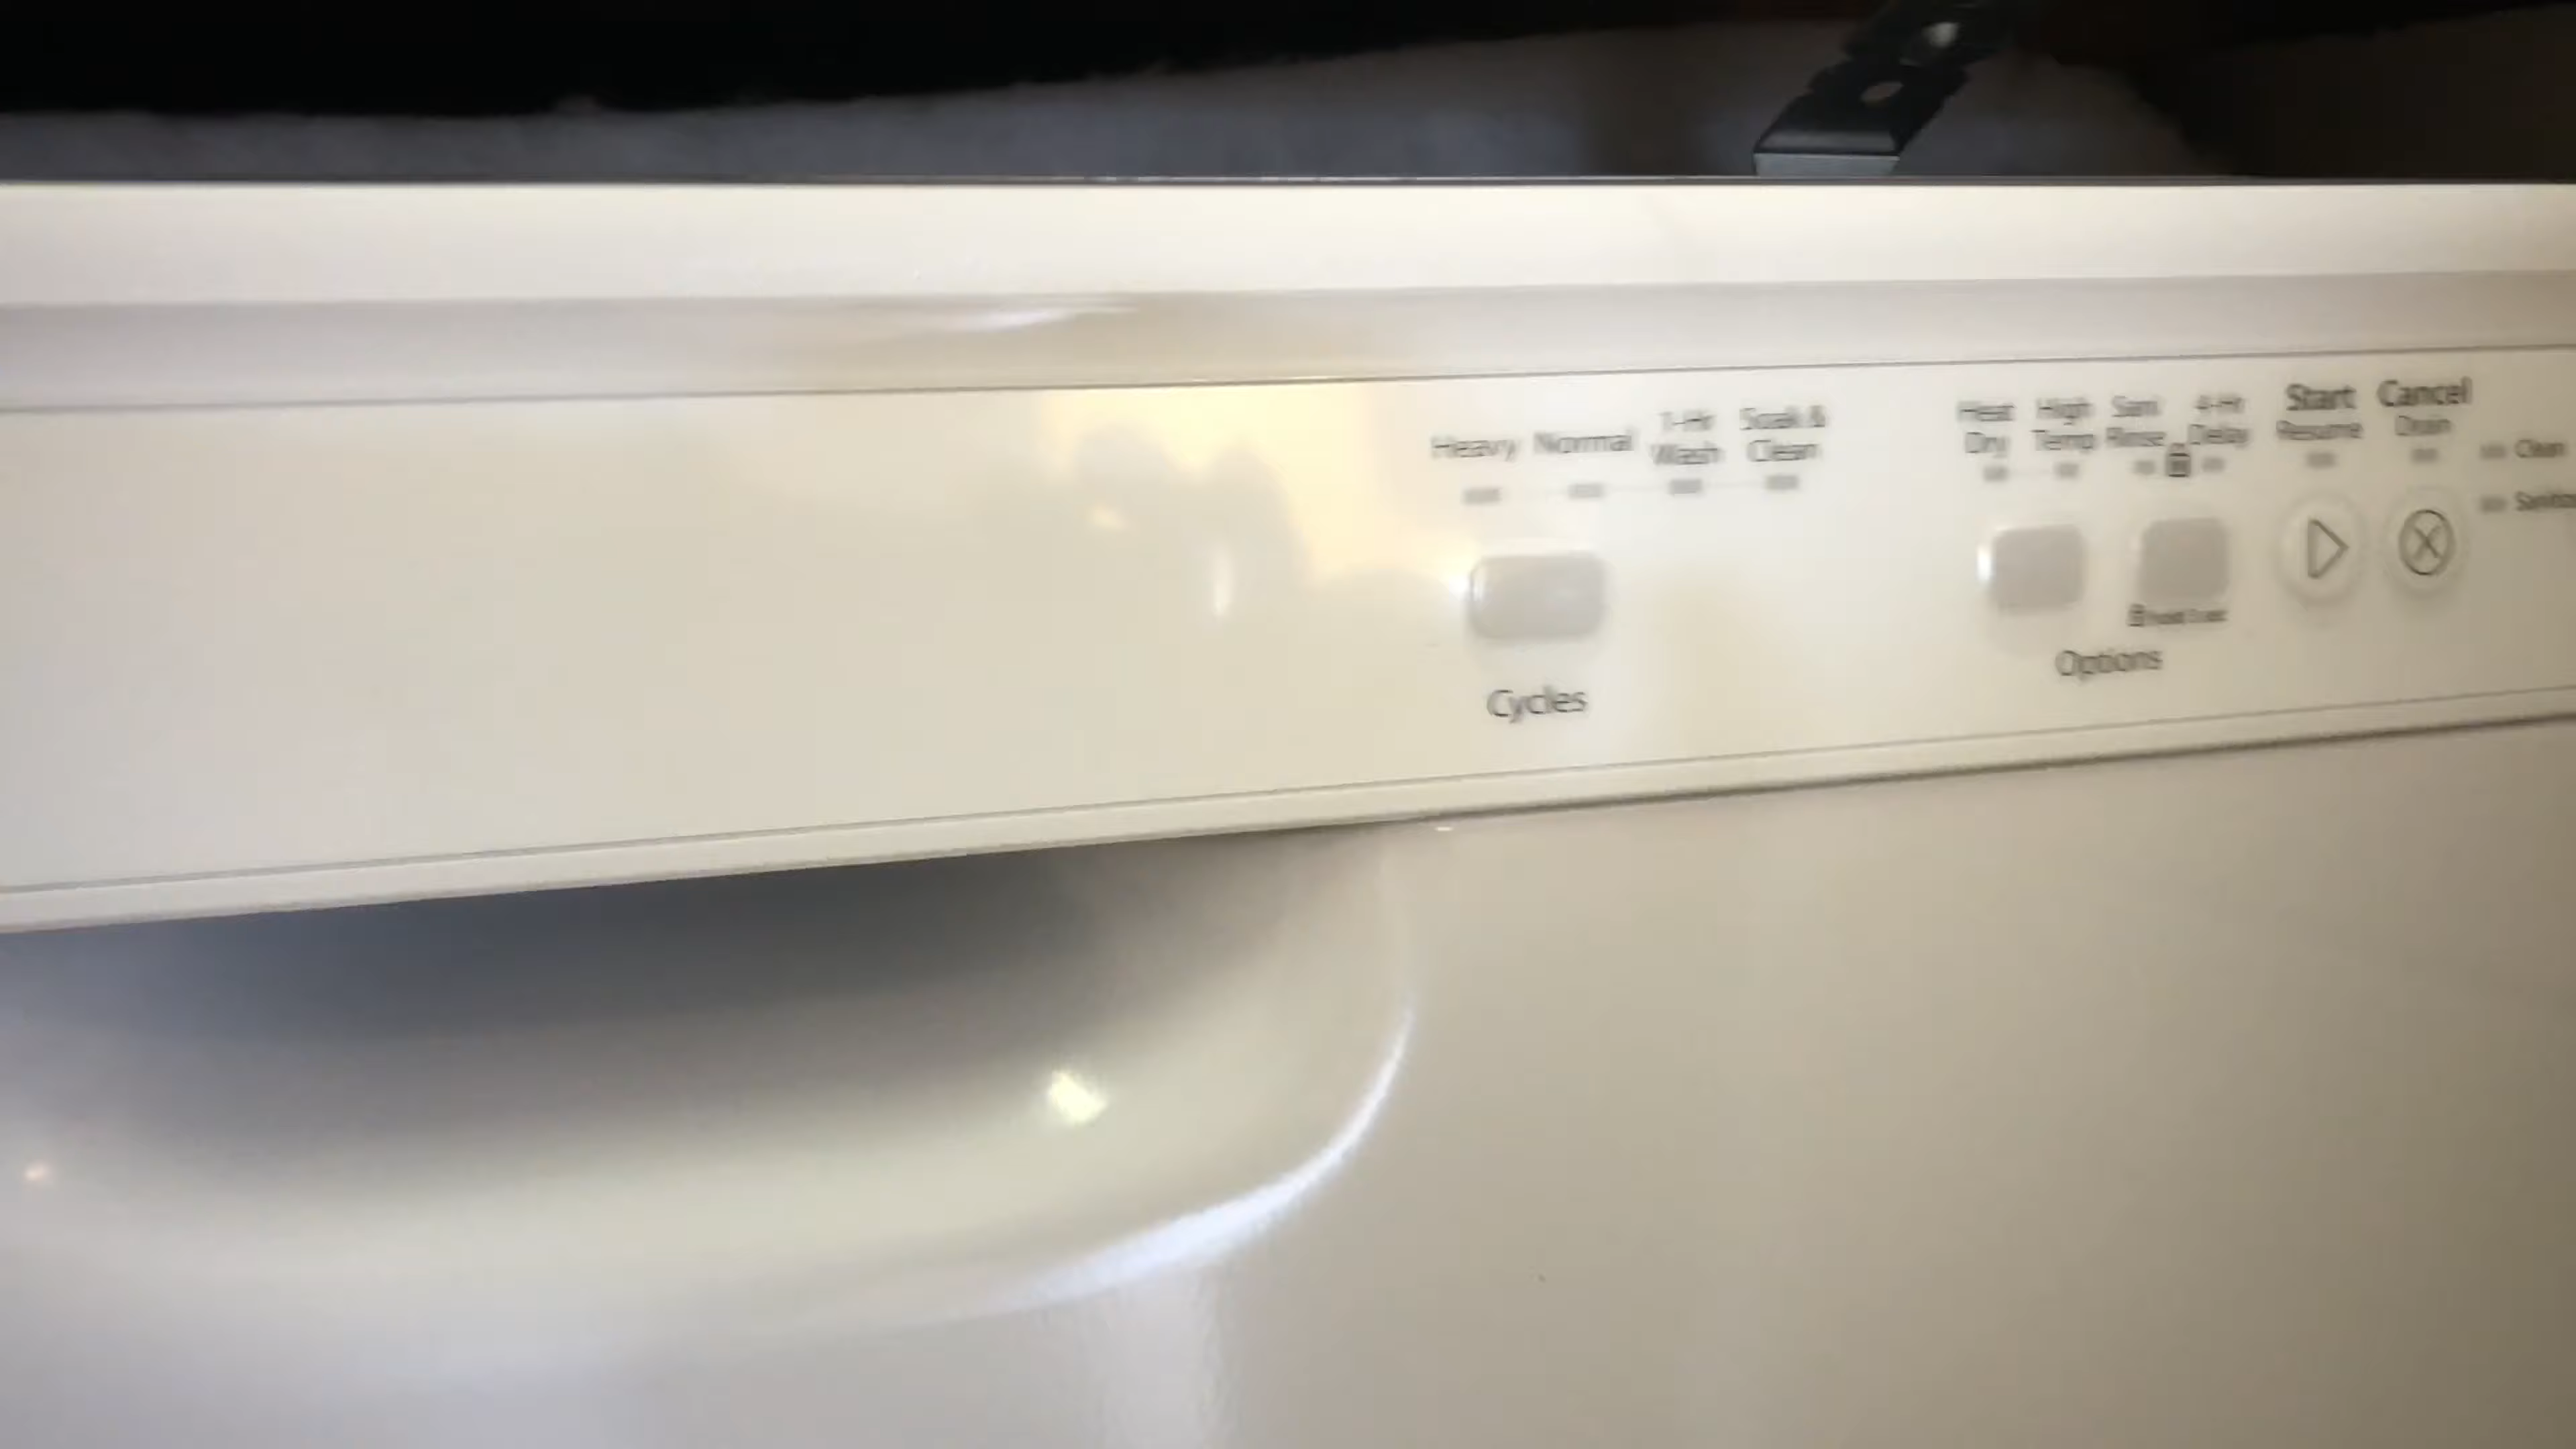 Heavy Normal 1-Hr Wash Soak & Clean
Heat Dry High Temp Sani Rinse 4-Hr Delay
Start Resume Cancel Drain
Clean
Cycles
Options